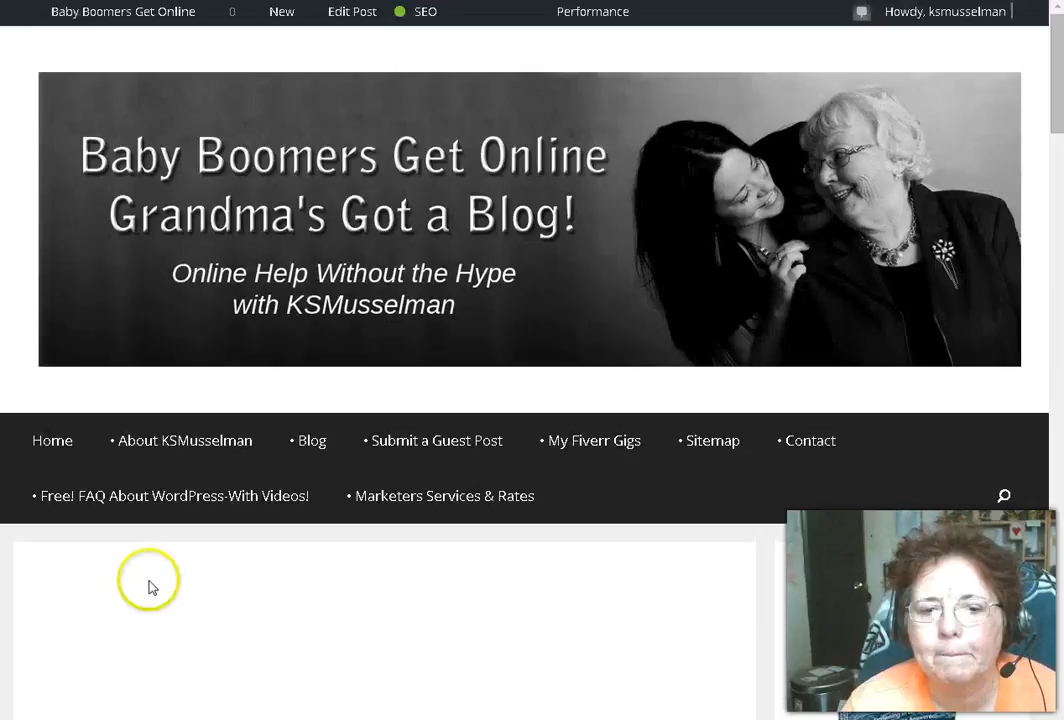 Baby Boomers Get Online 0 New Edit Post SEO Performance Howdy, ksmusselman
Baby Boomers Get Online
Grandma's Got a Blog!
Online Help Without the Hype
with KSMusselman
Home • About KSMusselman • Blog • Submit a Guest Post • My Fiverr Gigs • Sitemap • Contact
• Free! FAQ About WordPress-With Videos! • Marketers Services & Rates